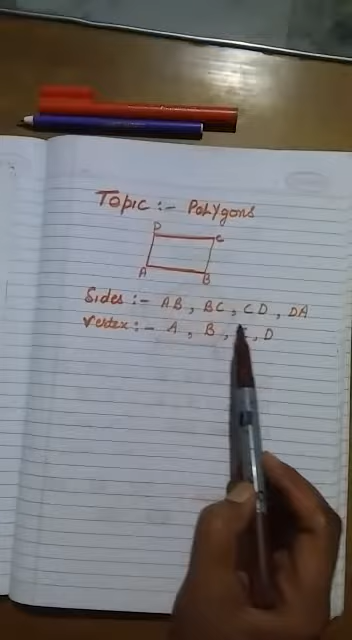 Topic :- Polygons
D
C
A
B
Sides :- AB, BC, CD, DA
Vertex :- A, B, , D